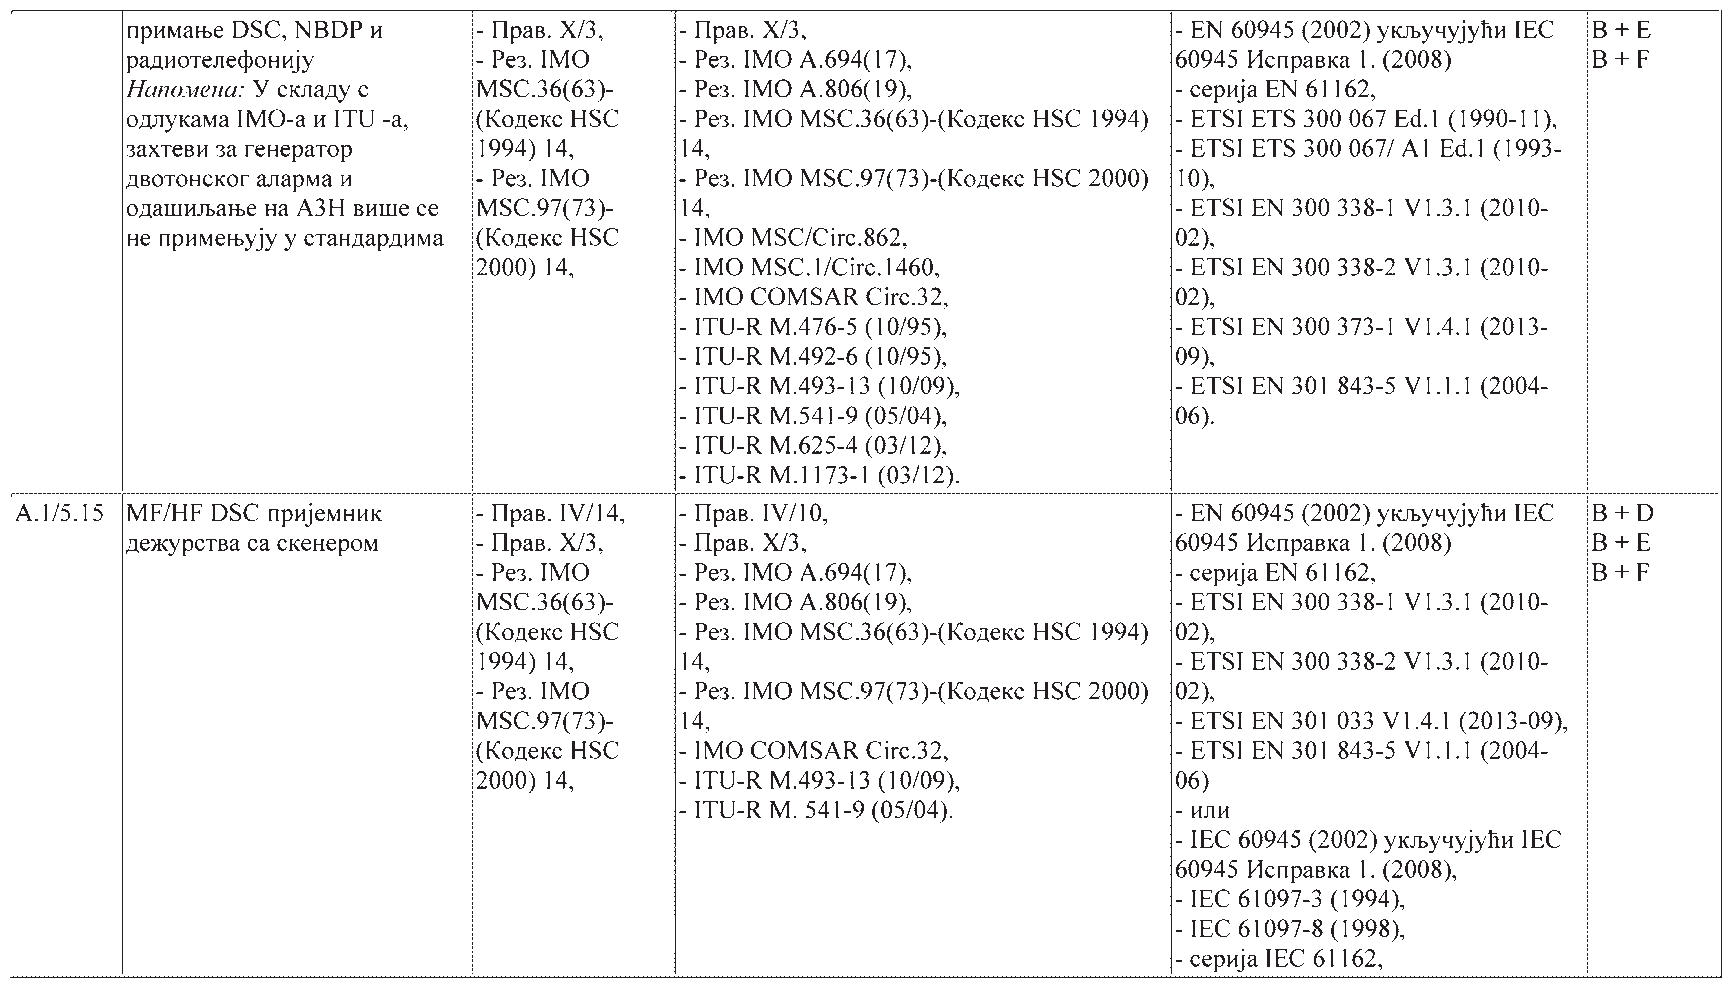 примање DSC, NBDP и
радиотелефонију
Напомена: У складу с
одлукама IMO-а и ITU -а,
захтеви за генератор
двотонског аларма и
одашиљање на A3H више се
не примењују у стандардима
- Прав. X/3,
- Рез. IMO
MSC.36(63)-
(Кодекс HSC
1994) 14,
- Рез. IMO
MSC.97(73)-
(Кодекс HSC
2000) 14,
- Прав. X/3,
- Рез. IMO A.694(17),
- Рез. IMO A.806(19),
- Рез. IMO MSC.36(63)-(Кодекс HSC 1994)
14,
- Рез. IMO MSC.97(73)-(Кодекс HSC 2000)
14,
- IMO MSC/Circ.862,
- IMO MSC.1/Circ.1460,
- IMO COMSAR Circ.32,
- ITU-R M.476-5 (10/95),
- ITU-R M.492-6 (10/95),
- ITU-R M.493-13 (10/09),
- ITU-R M.541-9 (05/04),
- ITU-R M.625-4 (03/12),
- ITU-R M.1173-1 (03/12).
- EN 60945 (2002) укључујући IEC
60945 Исправка 1. (2008)
- серија EN 61162,
- ETSI ETS 300 067 Ed.1 (1990-11),
- ETSI ETS 300 067/ A1 Ed.1 (1993-
10),
- ETSI EN 300 338-1 V1.3.1 (2010-
02),
- ETSI EN 300 338-2 V1.3.1 (2010-
02),
- ETSI EN 300 373-1 V1.4.1 (2013-
09),
- ETSI EN 301 843-5 V1.1.1 (2004-
06).
B + E
B + F
A.1/5.15
MF/HF DSC пријемник
дежурства са скенером
- Прав. IV/14,
- Прав. X/3,
- Рез. IMO
MSC.36(63)-
(Кодекс HSC
1994) 14,
- Рез. IMO
MSC.97(73)-
(Кодекс HSC
2000) 14,
- Прав. IV/10,
- Прав. X/3,
- Рез. IMO A.694(17),
- Рез. IMO A.806(19),
- Рез. IMO MSC.36(63)-(Кодекс HSC 1994)
14,
- Рез. IMO MSC.97(73)-(Кодекс HSC 2000)
14,
- IMO COMSAR Circ.32,
- ITU-R M.493-13 (10/09),
- ITU-R M. 541-9 (05/04).
- EN 60945 (2002) укључујући IEC
60945 Исправка 1. (2008)
- серија EN 61162,
- ETSI EN 300 338-1 V1.3.1 (2010-
02),
- ETSI EN 300 338-2 V1.3.1 (2010-
02),
- ETSI EN 301 033 V1.4.1 (2013-09),
- ETSI EN 301 843-5 V1.1.1 (2004-
06)
- или
- IEC 60945 (2002) укључујући IEC
60945 Исправка 1. (2008),
- IEC 61097-3 (1994),
- IEC 61097-8 (1998),
- серија IEC 61162,
B + D
B + E
B + F